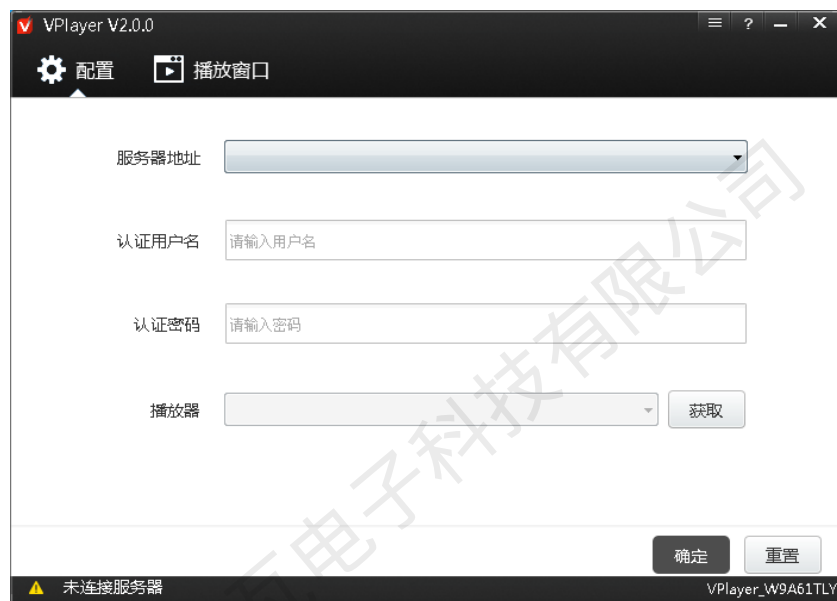 VPlayer V2.0.0
配置 播放窗口
服务器地址
认证用户名 请输入用户名
认证密码 请输入密码
播放器 获取
确定 重置
未连接服务器 VPlayer_W9A61TLY
电子科技有限公司